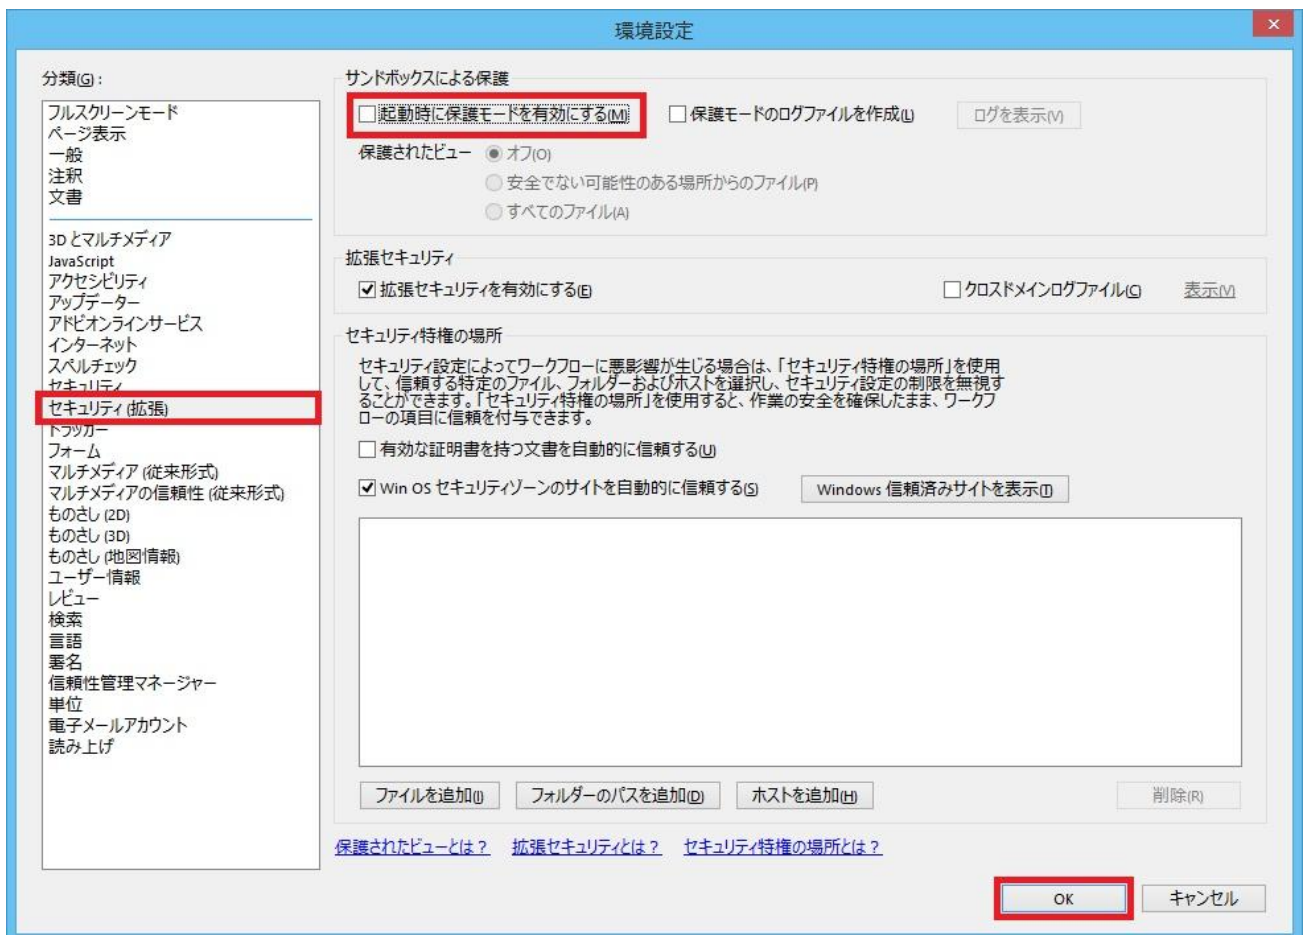 環境設定
分類(G):
フルスクリーンモード
ページ表示
一般
注釈
文書
3D とマルチメディア
JavaScript
アクセシビリティ
アップデーター
アドビオンラインサービス
インターネット
スペルチェック
セキュリティ
セキュリティ (拡張)
トラッカー
フォーム
マルチメディア (従来形式)
マルチメディアの信頼性 (従来形式)
ものさし (2D)
ものさし (3D)
ものさし (地図情報)
ユーザー情報
レビュー
検索
言語
署名
信頼性管理マネージャー
単位
電子メールアカウント
読み上げ
サンドボックスによる保護
起動時に保護モードを有効にする(M) 保護モードのログファイルを作成(L) ログを表示(V)
保護されたビュー オフ(O)
安全でない可能性のある場所からのファイル(P)
すべてのファイル(A)
拡張セキュリティ
拡張セキュリティを有効にする(E) クロスドメインログファイル(C) 表示(V)
セキュリティ特権の場所
セキュリティ設定によってワークフローに悪影響が生じる場合は、「セキュリティ特権の場所」を使用
して、信頼する特定のファイル、フォルダーおよびホストを選択し、セキュリティ設定の制限を無視す
ることができます。「セキュリティ特権の場所」を使用すると、作業の安全を確保したまま、ワークフ
ローの項目に信頼を付与できます。
有効な証明書を持つ文書を自動的に信頼する(U)
Win OS セキュリティゾーンのサイトを自動的に信頼する(S) Windows 信頼済みサイトを表示(T)
ファイルを追加(I) フォルダーのパスを追加(D) ホストを追加(H) 削除(R)
保護されたビューとは? 拡張セキュリティとは? セキュリティ特権の場所とは?
OK キャンセル